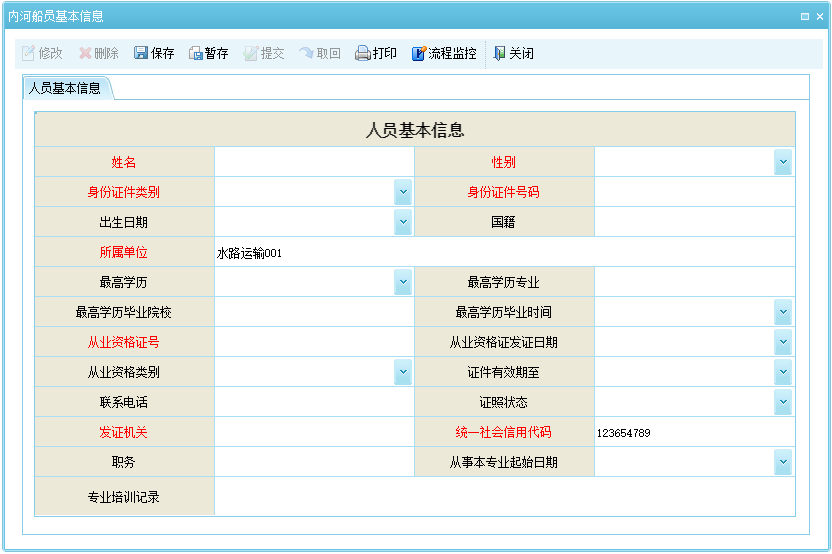 内河船员基本信息
修改 删除 保存 暂存 提交 取回 打印 流程监控 关闭
人员基本信息
人员基本信息
姓名 性别
身份证件类别 身份证件号码
出生日期 国籍
所属单位 水路运输001
最高学历 最高学历专业
最高学历毕业院校 最高学历毕业时间
从业资格证号 从业资格证发证日期
从业资格类别 证件有效期至
联系电话 证照状态
发证机关 统一社会信用代码 123654789
职务 从事本专业起始日期
专业培训记录